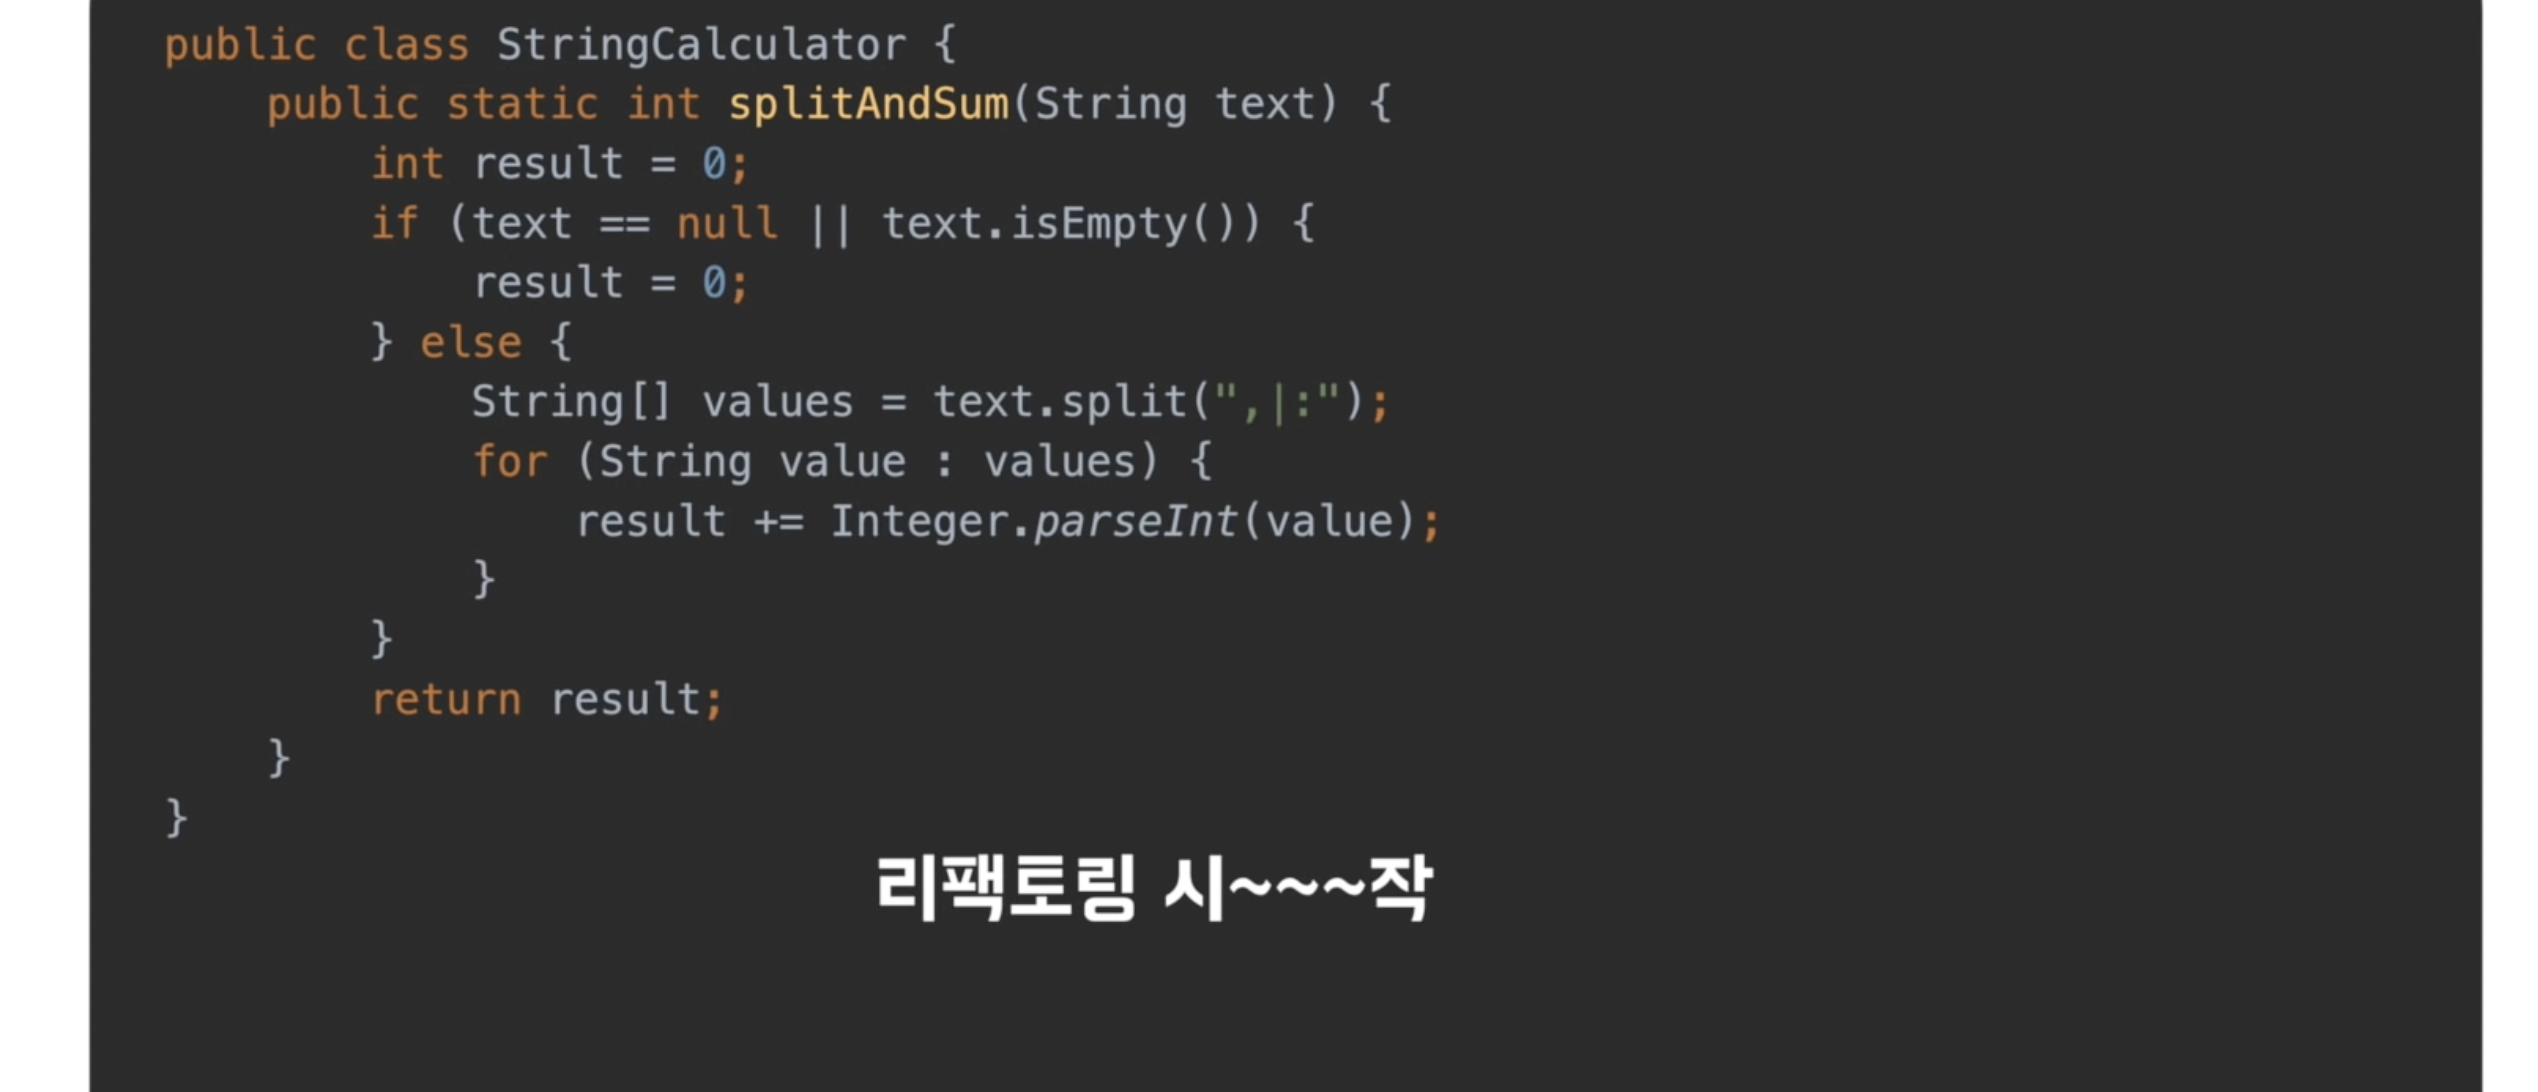 public class StringCalculator {
    public static int splitAndSum(String text) {
        int result = 0;
        if (text == null || text.isEmpty()) {
            result = 0;
        } else {
            String[] values = text.split(",|:");
            for (String value : values) {
                result += Integer.parseInt(value);
            }
        }
        return result;
    }
}
리팩토링 시~~~작